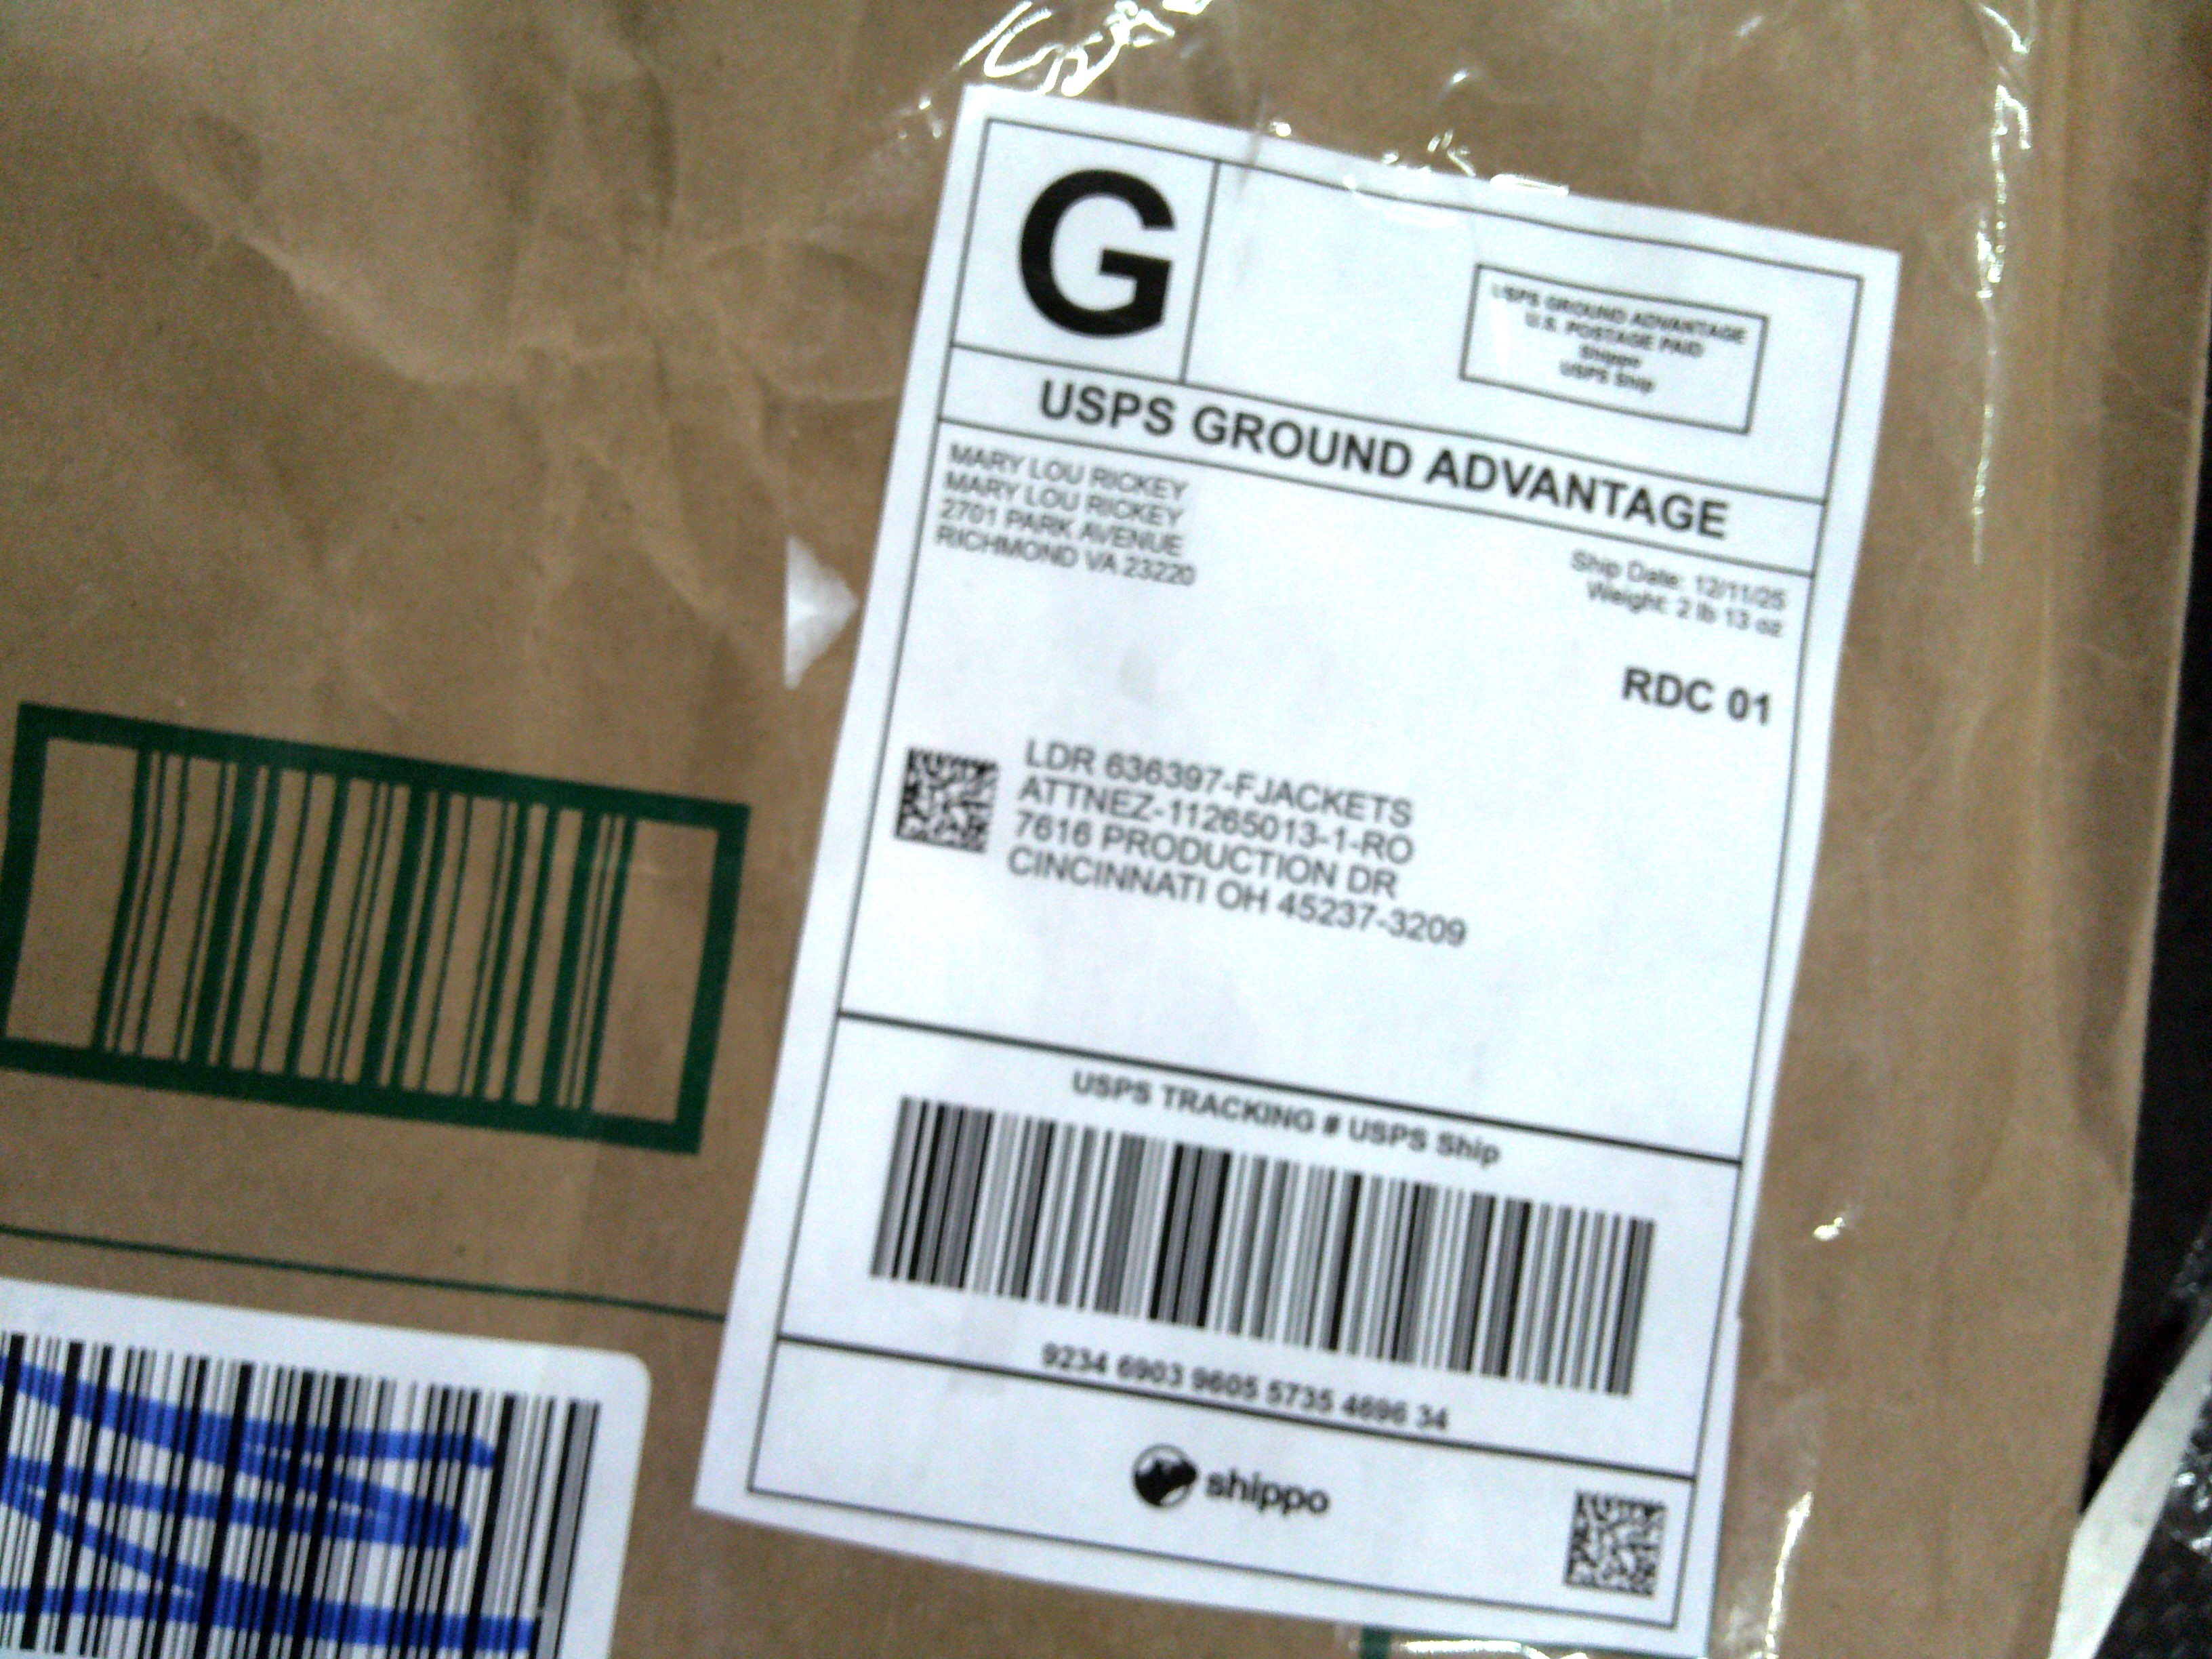 G
USPS GROUND ADVANTAGE
U.S. POSTAGE PAID
Shippo
USPS Ship
USPS GROUND ADVANTAGE
MARY LOU RICKEY
MARY LOU RICKEY
2701 PARK AVENUE
RICHMOND VA 23220
Ship Date: 12/11/25
Weight: 2 lb 13 oz
RDC 01
LDR 636397-FJACKETS
ATTNEZ-11265013-1-RO
7616 PRODUCTION DR
CINCINNATI OH 45237-3209
USPS TRACKING # USPS Ship
9234 6903 9605 5735 4696 34
shippo